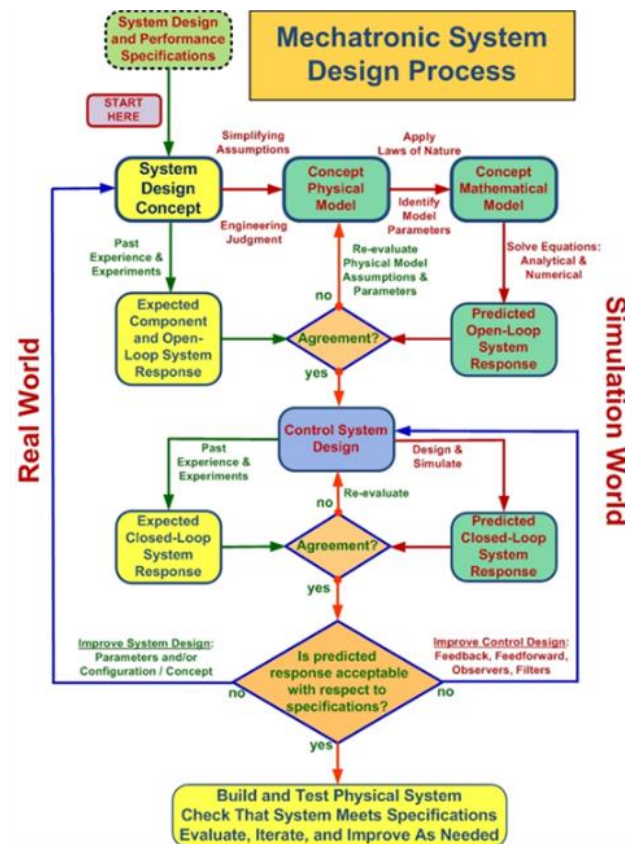 System Design
and Performance
Specifications
Mechatronic System
Design Process
START
HERE
System
Design
Concept
Simplifying
Assumptions
Engineering
Judgment
Concept
Physical
Model
Apply
Laws of Nature
Identify
Model
Parameters
Concept
Mathematical
Model
Past
Experience &
Experiments
Re-evaluate
Physical Model
Assumptions &
Parameters
Solve Equations:
Analytical &
Numerical
Expected
Component
and Open-
Loop System
Response
no
Agreement?
yes
Predicted
Open-Loop
System
Response
Real World
Simulation World
Control System
Design
Past
Experience &
Experiments
Design &
Simulate
no
Re-evaluate
Expected
Closed-Loop
System
Response
Agreement?
yes
Predicted
Closed-Loop
System
Response
Improve System Design:
Parameters and/or
Configuration / Concept
no
Is predicted
response acceptable
with respect to
specifications?
Improve Control Design:
Feedback, Feedforward,
Observers, Filters
no
yes
Build and Test Physical System
Check That System Meets Specifications
Evaluate, Iterate, and Improve As Needed